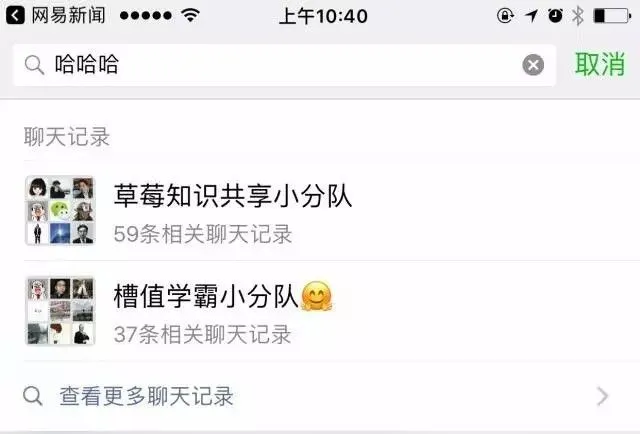 网易新闻 上午10:40
哈哈哈 取消
聊天记录
草莓知识共享小分队
59条相关聊天记录
槽值学霸小分队🤗
37条相关聊天记录
查看更多聊天记录